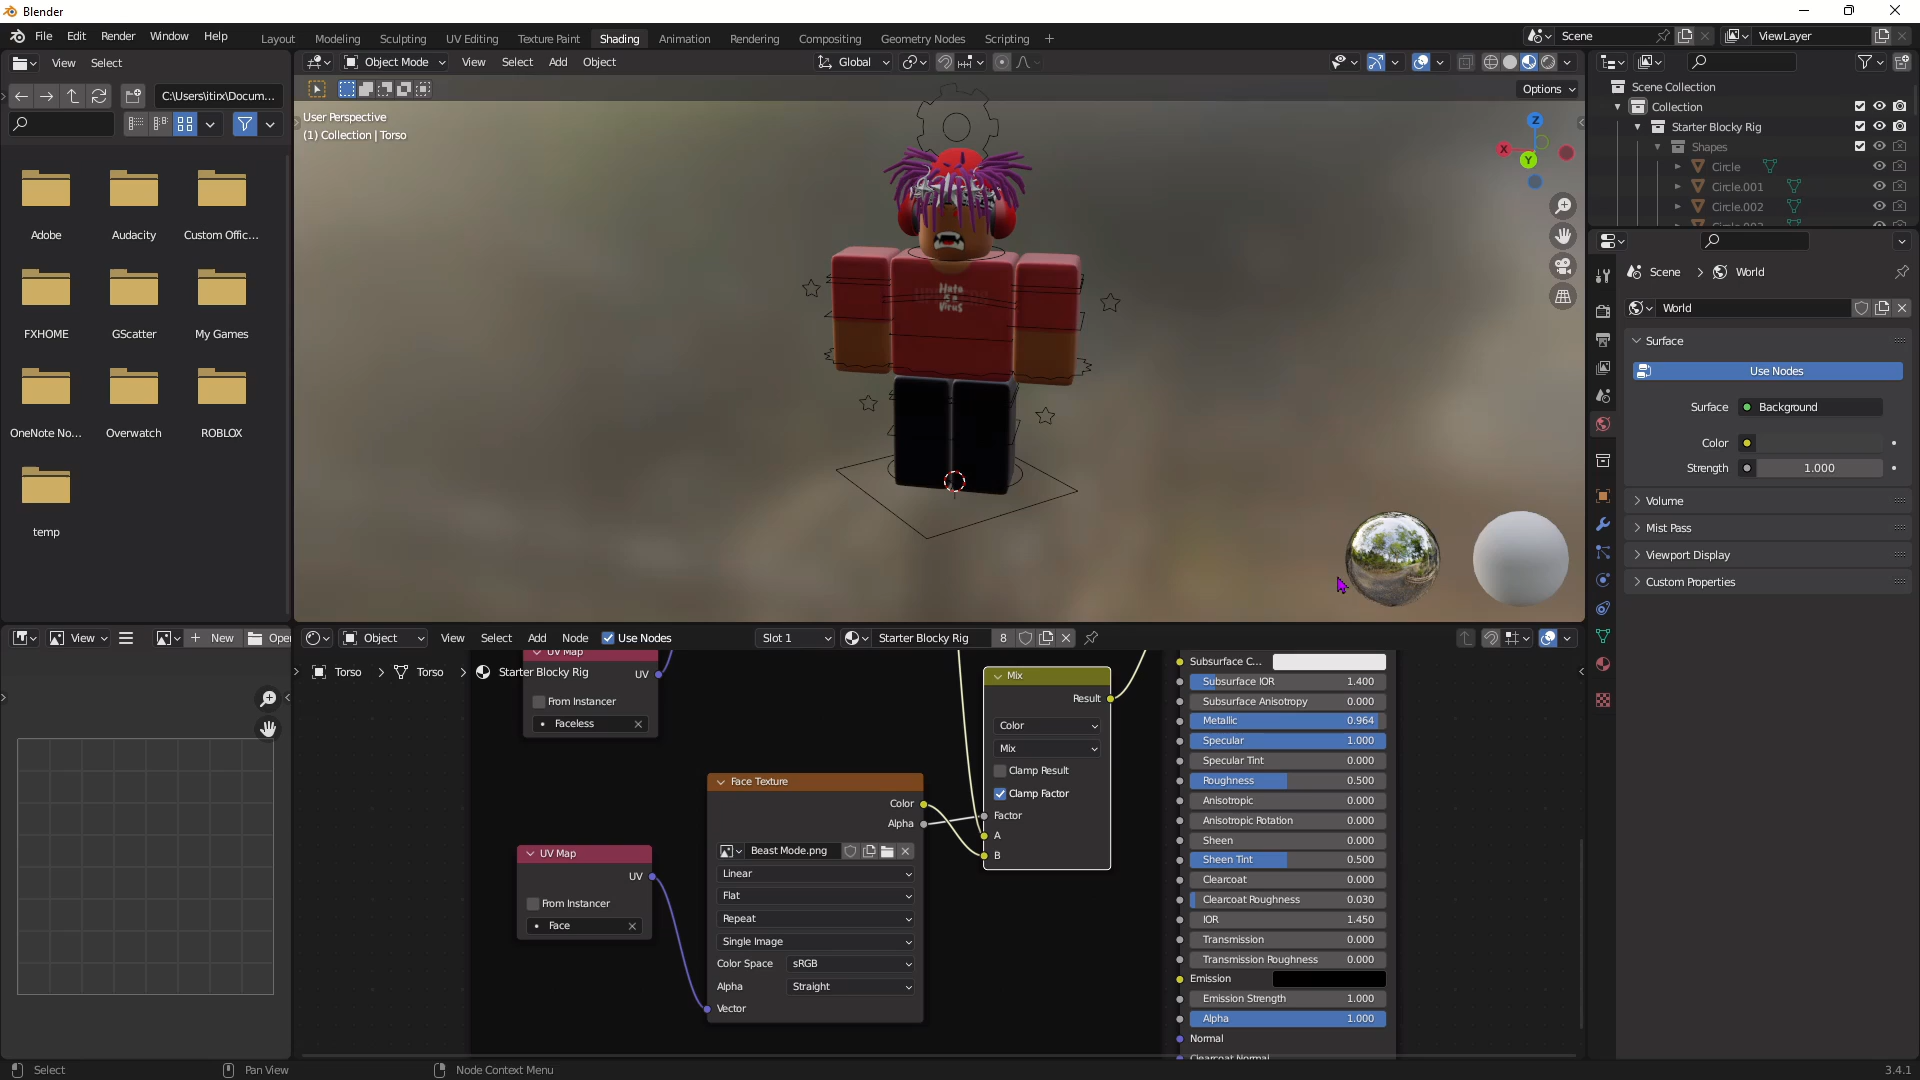 Blender
File Edit Render Window Help
Layout Modeling Sculpting UV Editing Texture Paint Shading Animation Rendering Compositing Geometry Nodes Scripting +
Scene
ViewLayer
View Select
Object Mode View Select Add Object
Global
C:\Users\itirx\Docum...
Options
User Perspective
(1) Collection | Torso
Z
X
Y
Scene Collection
Collection
Starter Blocky Rig
Shapes
Circle
Circle.001
Circle.002
Adobe
Audacity
Custom Offic...
FXHOME
GScatter
My Games
OneNote No...
Overwatch
ROBLOX
temp
Hate
is a
Virus
Scene > World
World
Surface
Use Nodes
Surface Background
Color
Strength 1.000
Volume
Mist Pass
Viewport Display
Custom Properties
View
New
Open
Object View Select Add Node Use Nodes
Slot 1
Starter Blocky Rig 8
Torso > Torso > Starter Blocky Rig
UV Map
UV
From Instancer
Faceless
Face Texture
Color
Alpha
Beast Mode.png
Linear
Flat
Repeat
Single Image
Color Space sRGB
Alpha Straight
Vector
UV Map
UV
From Instancer
Face
Mix
Result
Color
Mix
Clamp Result
Clamp Factor
Factor
A
B
Subsurface C...
Subsurface IOR 1.400
Subsurface Anisotropy 0.000
Metallic 0.964
Specular 1.000
Specular Tint 0.000
Roughness 0.500
Anisotropic 0.000
Anisotropic Rotation 0.000
Sheen 0.000
Sheen Tint 0.500
Clearcoat 0.000
Clearcoat Roughness 0.030
IOR 1.450
Transmission 0.000
Transmission Roughness 0.000
Emission
Emission Strength 1.000
Alpha 1.000
Normal
Clearcoat Normal
Select
Pan View
Node Context Menu
3.4.1